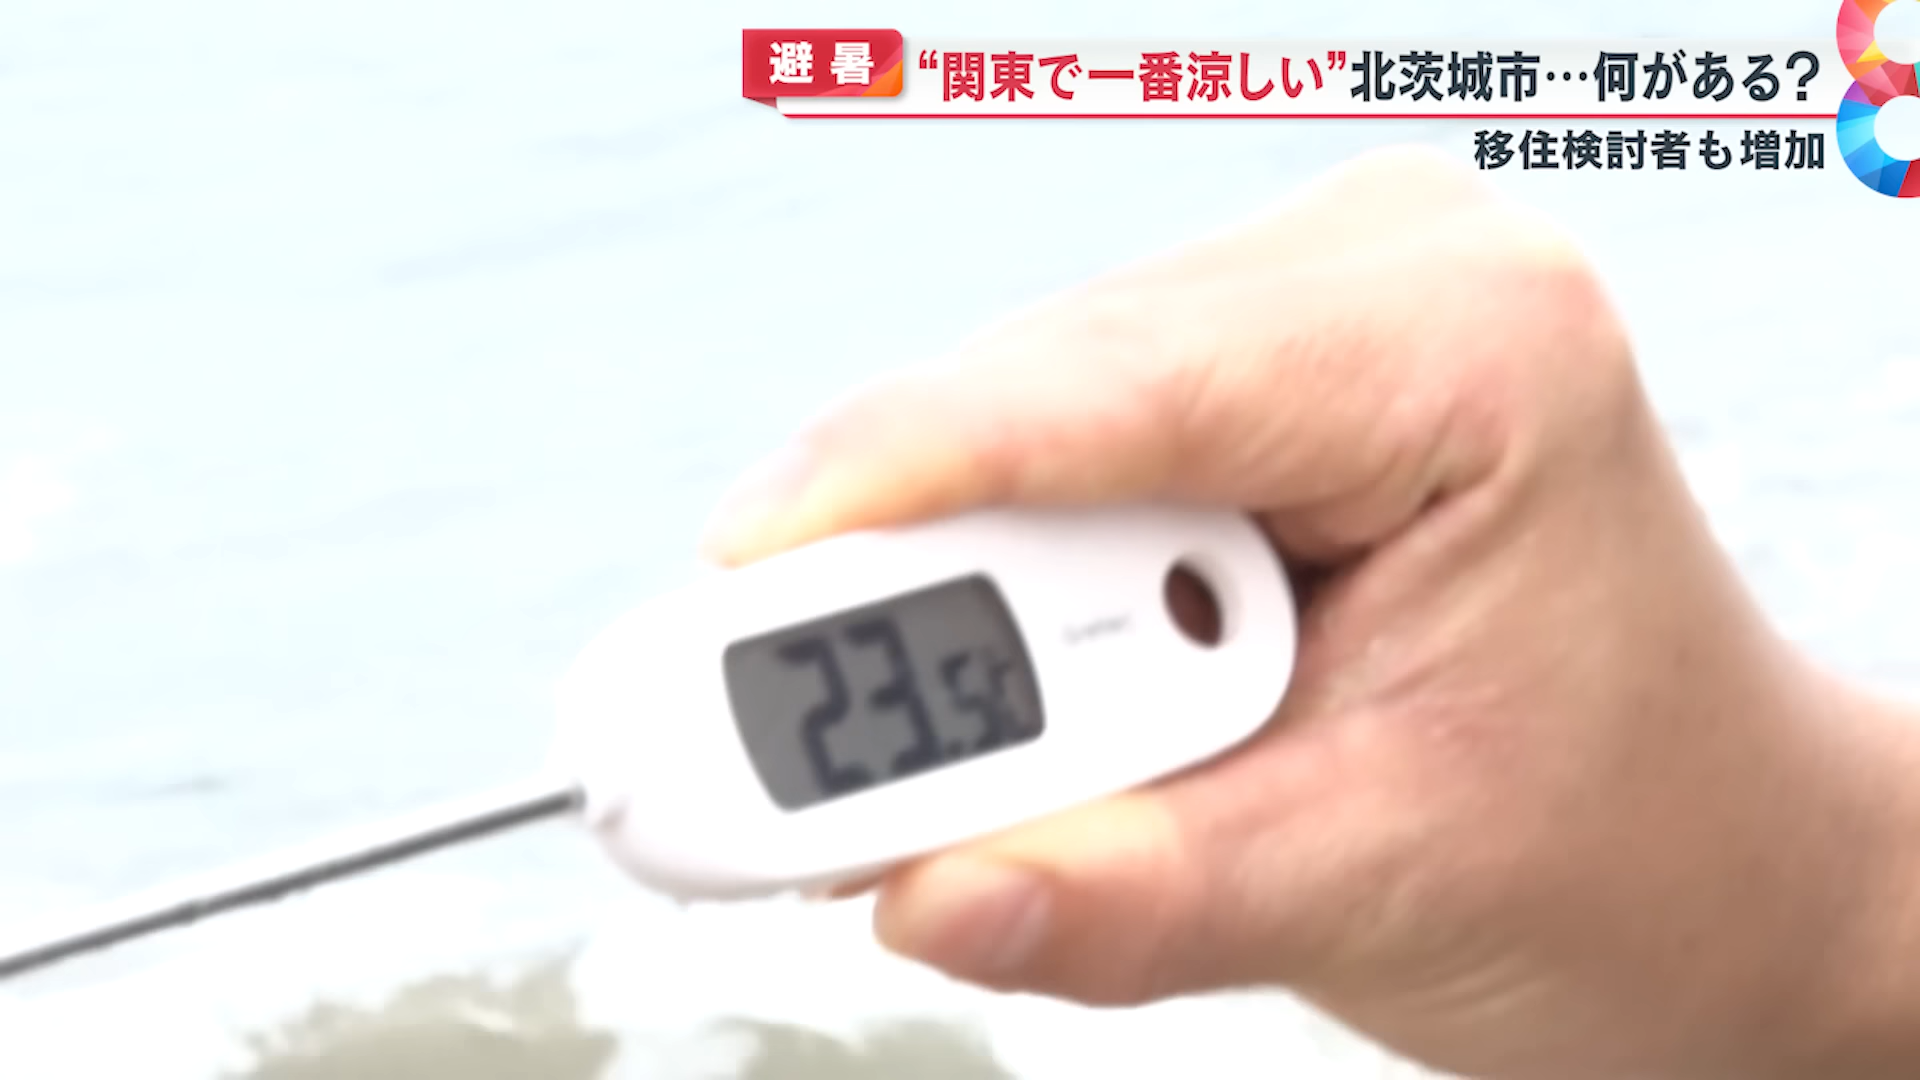 避暑
“関東で一番涼しい”北茨城市…何がある？
移住検討者も増加
23.5℃